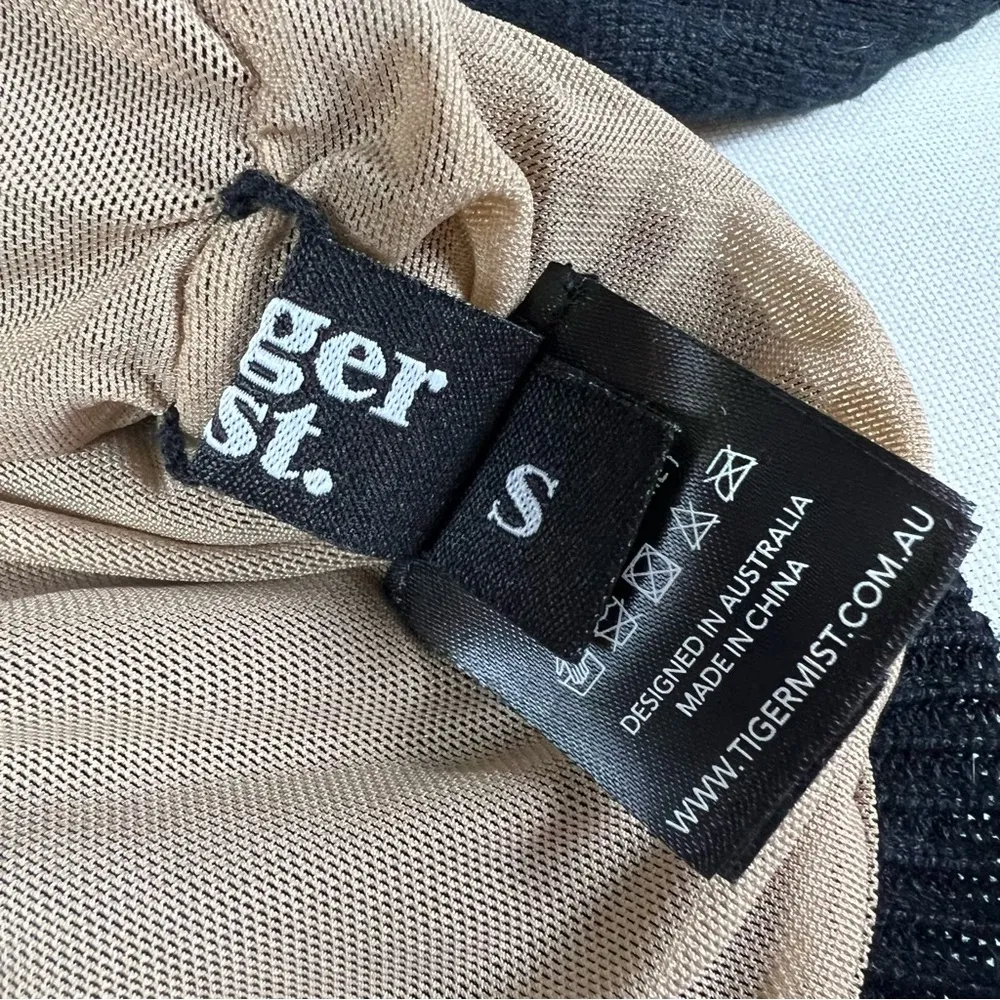 ger
st.
S
DESIGNED IN AUSTRALIA
MADE IN CHINA
WWW.TIGERMIST.COM.AU